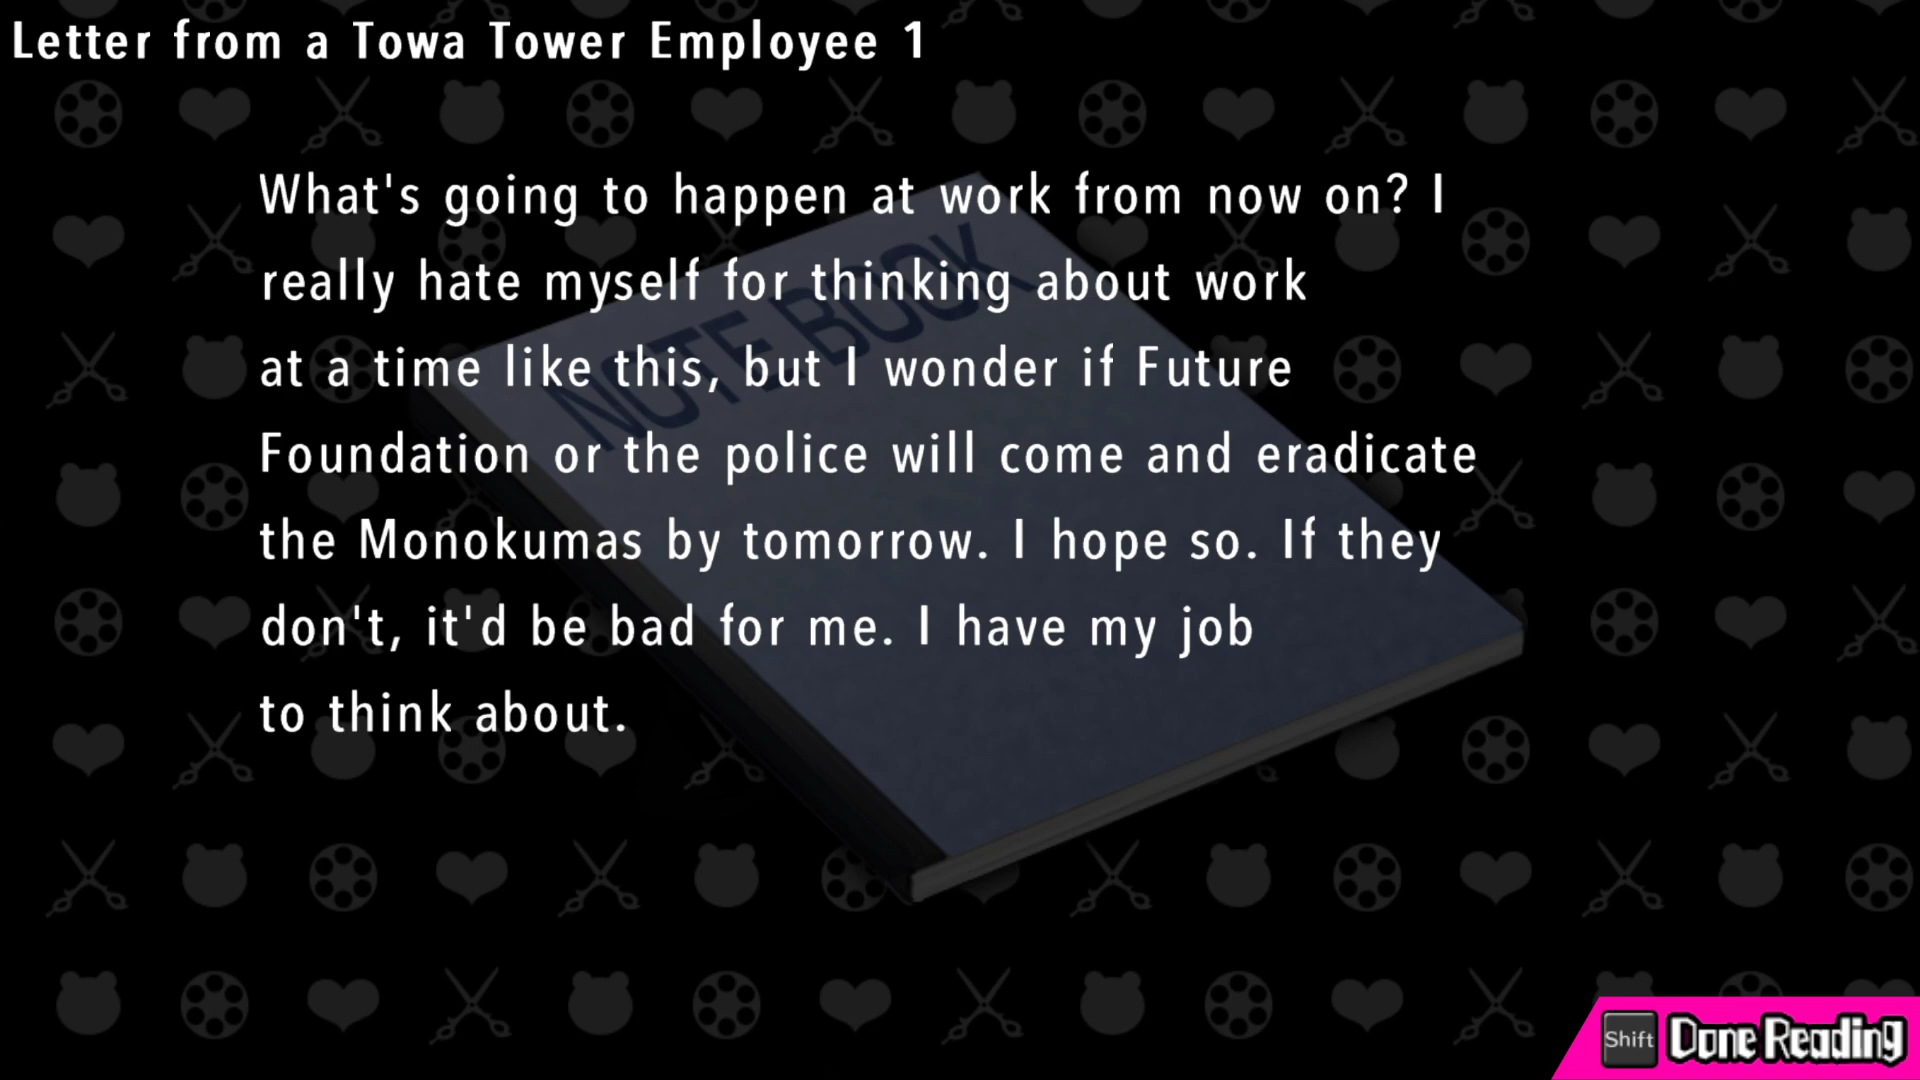 Letter from a Towa Tower Employee 1
NOTE BOOK
What's going to happen at work from now on? I
really hate myself for thinking about work
at a time like this, but I wonder if Future
Foundation or the police will come and eradicate
the Monokumas by tomorrow. I hope so. If they
don't, it'd be bad for me. I have my job
to think about.
Shift Done Reading